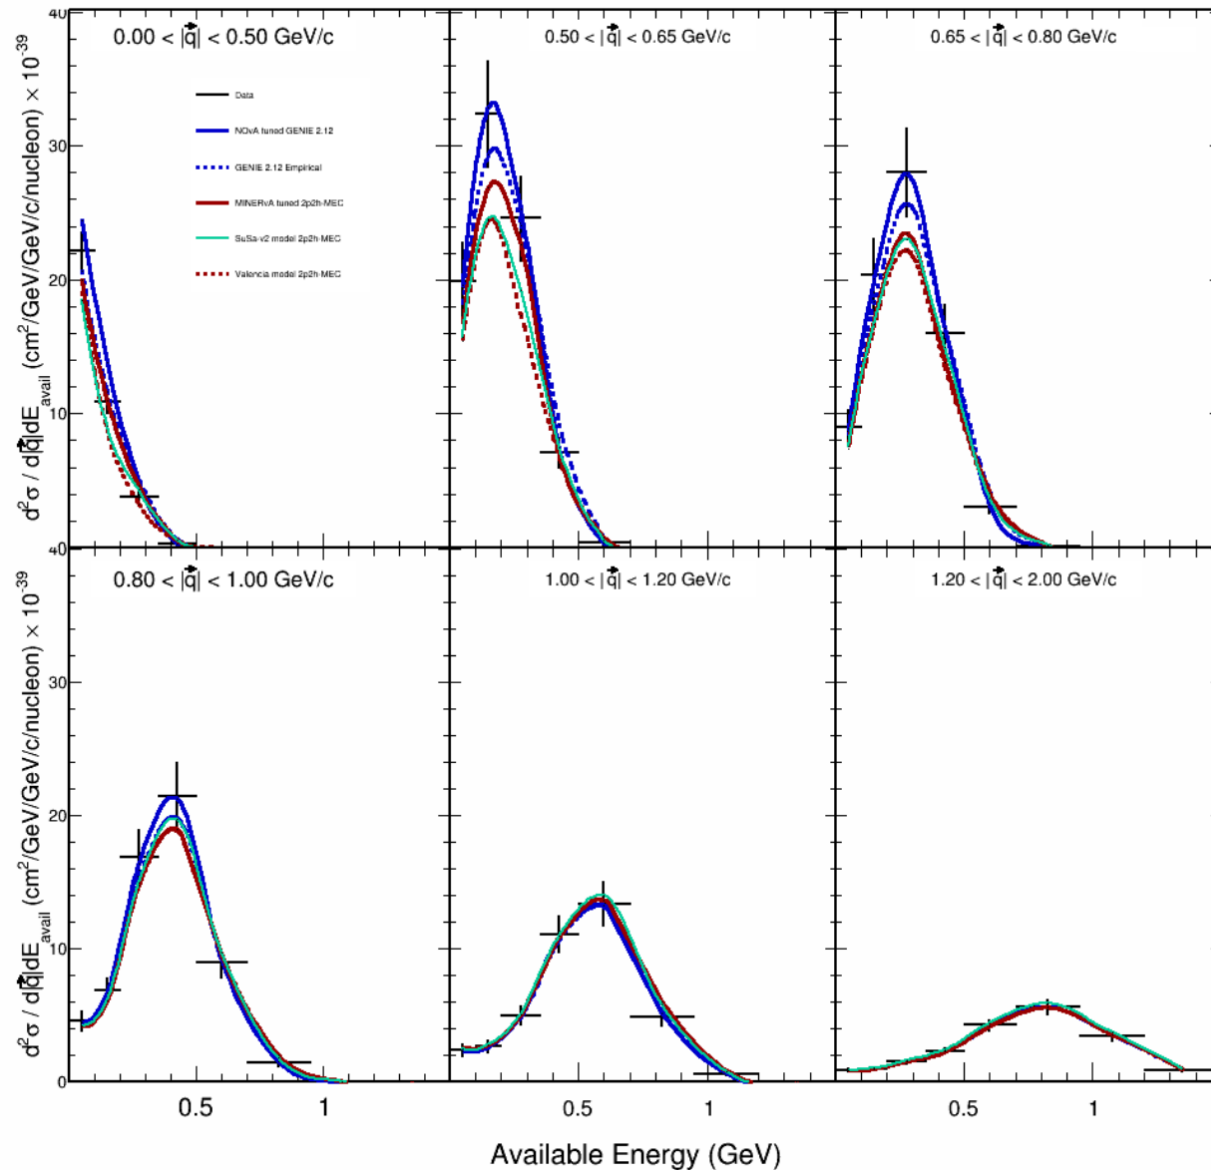 0.00 < |q⃗| < 0.50 GeV/c
0.50 < |q⃗| < 0.65 GeV/c
0.65 < |q⃗| < 0.80 GeV/c
Data
NOvA tuned GENIE 2.12
GENIE 2.12 Empirical
MINERvA tuned 2p2h-MEC
SuSa-v2 model 2p2h-MEC
Valencia model 2p2h-MEC
d²σ / d|q⃗|dE_avail (cm²/GeV/GeV/c/nucleon) × 10⁻³⁹
40
30
20
10
0
0.80 < |q⃗| < 1.00 GeV/c
1.00 < |q⃗| < 1.20 GeV/c
1.20 < |q⃗| < 2.00 GeV/c
d²σ / d|q⃗|dE_avail (cm²/GeV/GeV/c/nucleon) × 10⁻³⁹
30
20
10
0
0.5 1
0.5 1
0.5 1
Available Energy (GeV)